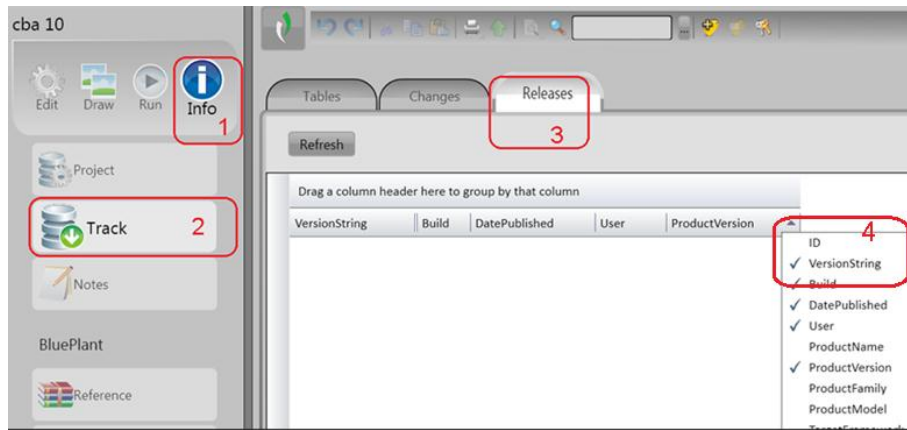 cba 10
Edit Draw Run Info
1
Project
Track 2
Notes
BluePlant
Reference
Tables Changes Releases
3
Refresh
Drag a column header here to group by that column
VersionString Build DatePublished User ProductVersion
4
ID
VersionString
Build
DatePublished
User
ProductName
ProductVersion
ProductFamily
ProductModel
TargetFramework